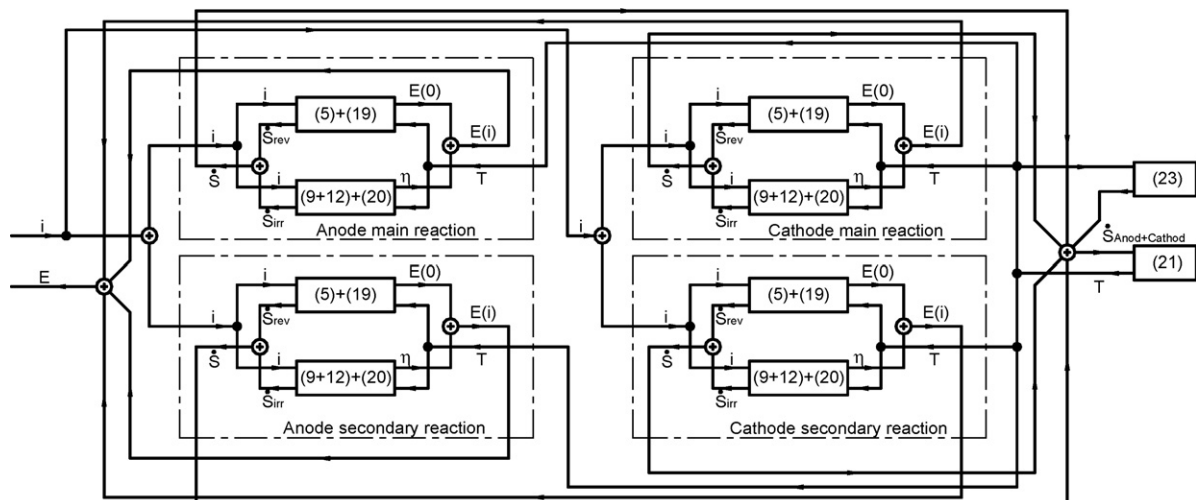 i
E(0)
(5)+(19)
Ṡrev
i
E(i)
Ṡ
i
η
T
(9+12)+(20)
Ṡirr
Anode main reaction
i
E(0)
(5)+(19)
Ṡrev
i
E(i)
Ṡ
i
η
T
(9+12)+(20)
Ṡirr
Cathode main reaction
(23)
i
i
ṠAnod+Cathod
(21)
T
E
i
E(0)
(5)+(19)
Ṡrev
i
E(i)
Ṡ
i
η
T
(9+12)+(20)
Ṡirr
Anode secondary reaction
i
E(0)
(5)+(19)
Ṡrev
i
E(i)
Ṡ
i
η
T
(9+12)+(20)
Ṡirr
Cathode secondary reaction